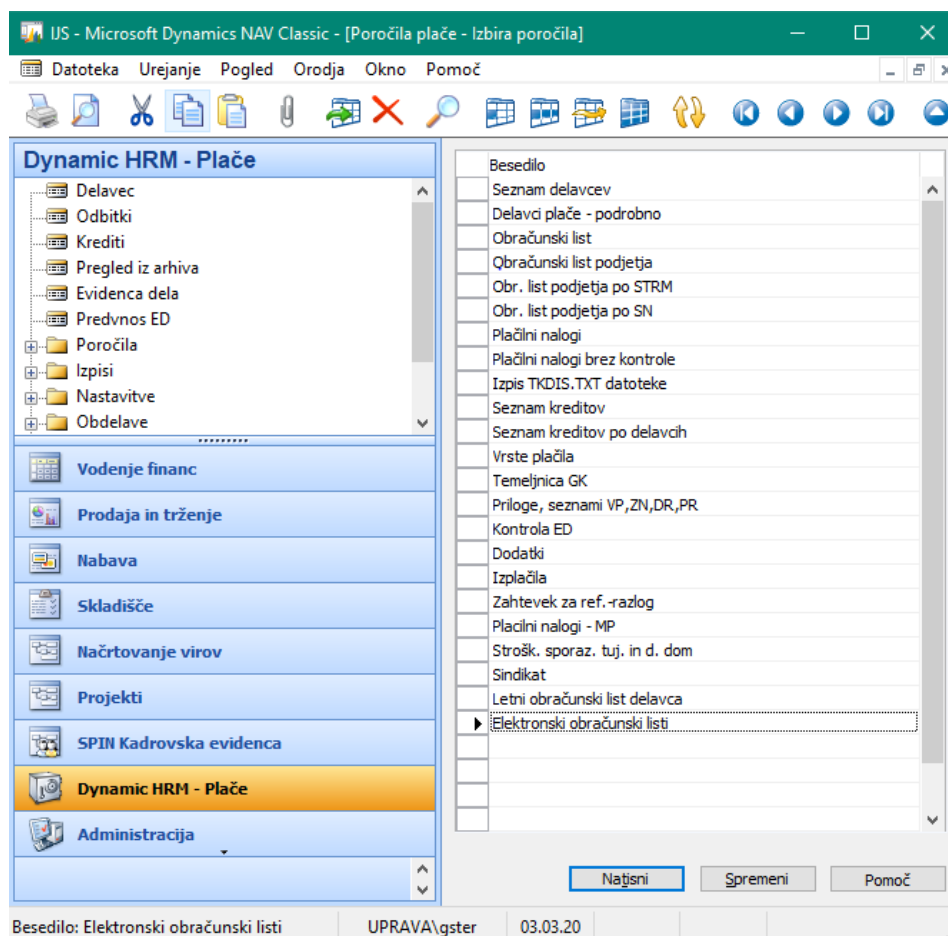 IJS - Microsoft Dynamics NAV Classic - [Poročila plače - Izbira poročila]
Datoteka Urejanje Pogled Orodja Okno Pomoč
Dynamic HRM - Plače
Delavec
Odbitki
Krediti
Pregled iz arhiva
Evidenca dela
Predvnos ED
Poročila
Izpisi
Nastavitve
Obdelave
Vodenje financ
Prodaja in trženje
Nabava
Skladišče
Načrtovanje virov
Projekti
SPIN Kadrovska evidenca
Dynamic HRM - Plače
Administracija
Besedilo
Seznam delavcev
Delavci plače - podrobno
Obračunski list
Qbračunski list podjetja
Obr. list podjetja po STRM
Obr. list podjetja po SN
Plačilni nalogi
Plačilni nalogi brez kontrole
Izpis TKDIS.TXT datoteke
Seznam kreditov
Seznam kreditov po delavcih
Vrste plačila
Temeljnica GK
Priloge, seznami VP,ZN,DR,PR
Kontrola ED
Dodatki
Izplačila
Zahtevek za ref.-razlog
Placilni nalogi - MP
Strošk. sporaz. tuj. in d. dom
Sindikat
Letni obračunski list delavca
Elektronski obračunski listi
Natisni Spremeni Pomoč
Besedilo: Elektronski obračunski listi UPRAVA\gster 03.03.20